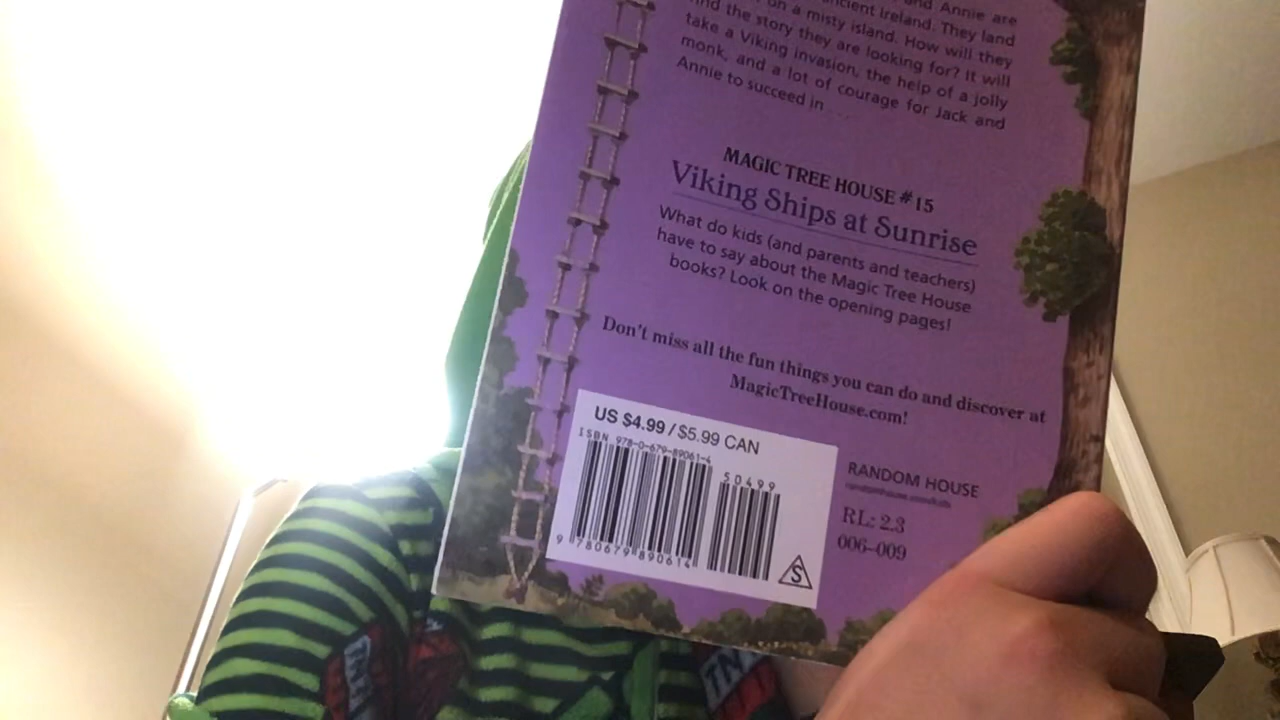 and Annie are
ancient Ireland. They land
on a misty island. How will they
find the story they are looking for? It will
take a Viking invasion, the help of a jolly
monk, and a lot of courage for Jack and
Annie to succeed in
MAGIC TREE HOUSE #15
Viking Ships at Sunrise
What do kids (and parents and teachers)
have to say about the Magic Tree House
books? Look on the opening pages!
Don't miss all the fun things you can do and discover at
MagicTreeHouse.com!
US $4.99 / $5.99 CAN
ISBN 978-0-679-89061-4
50499
9 780679 890614
S
RANDOM HOUSE
randomhouse.com/kids
RL: 2.3
006-009
TNT
TNT